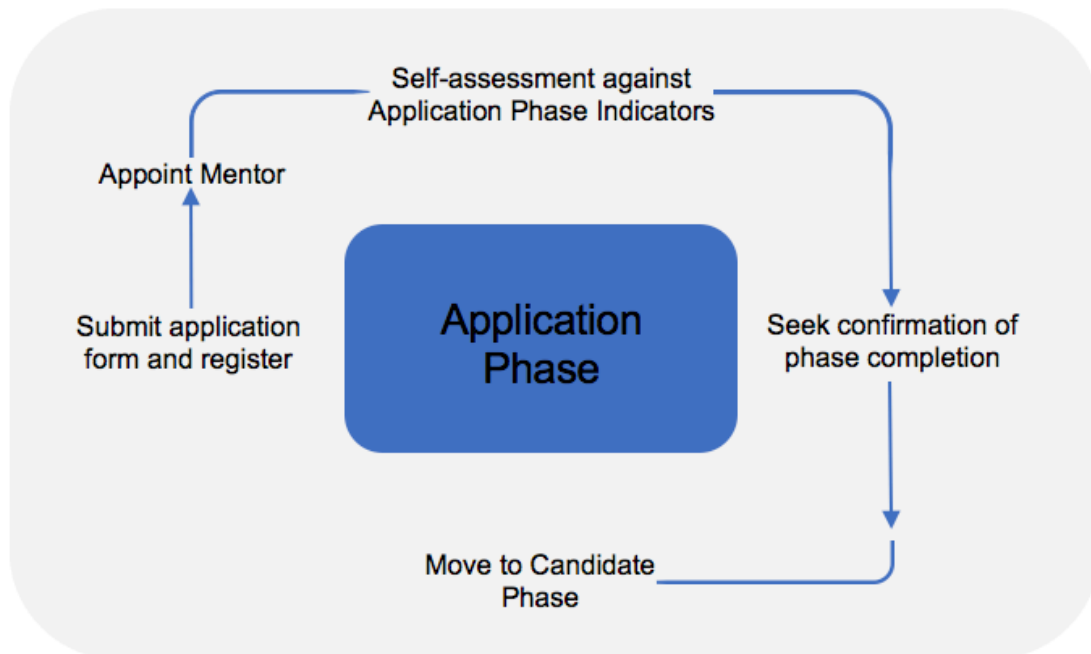 Self-assessment against
Application Phase Indicators
Appoint Mentor
Submit application
form and register
Application
Phase
Seek confirmation of
phase completion
Move to Candidate
Phase